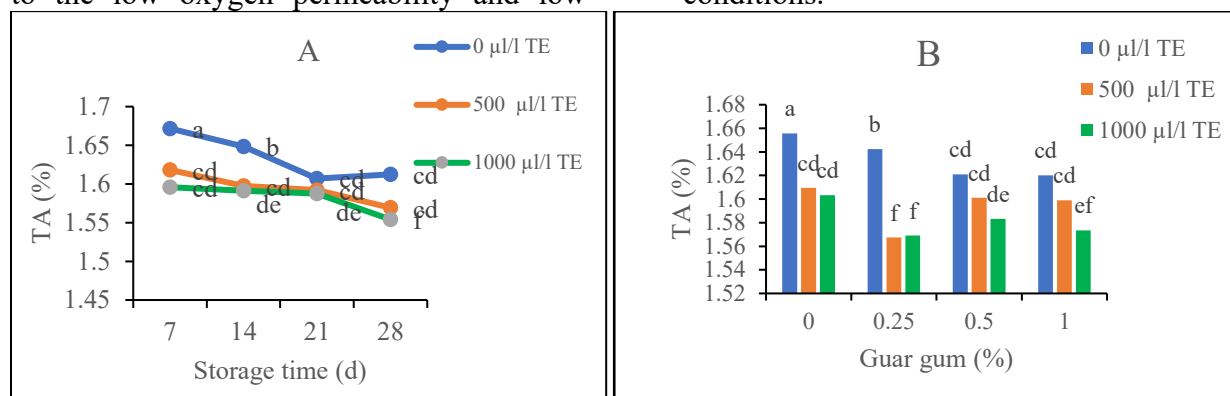 to the low oxygen permeability and low
conditions.
A
0 µl/l TE
500 µl/l TE
1000 µl/l TE
1.7
1.65
1.6
1.55
1.5
1.45
TA (%)
a
b
cd
cd
cd
cd
cd
cd
cd
de
de
cd
f
7 14 21 28
Storage time (d)
B
0 µl/l TE
500 µl/l TE
1000 µl/l TE
1.68
1.66
1.64
1.62
1.6
1.58
1.56
1.54
1.52
TA (%)
a
cd cd
b
f f
cd
cd
de
cd
cd
ef
0 0.25 0.5 1
Guar gum (%)